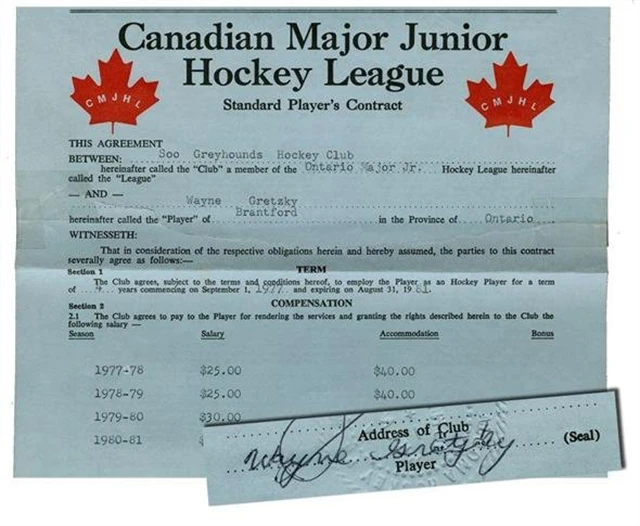 Canadian Major Junior
Hockey League
Standard Player's Contract
CMJHL
CMJHL
THIS AGREEMENT
BETWEEN: Soo Greyhounds Hockey Club
hereinafter called the "Club" a member of the Ontario Major Jr. Hockey League hereinafter
called the "League"
— AND —
Wayne Gretzky
hereinafter called the "Player" of Brantford in the Province of Ontario
WITNESSETH:
That in consideration of the respective obligations herein and hereby assumed, the parties to this contract
severally agree as follows:—
Section 1 TERM
The Club agrees, subject to the terms and conditions hereof, to employ the Player as an Hockey Player for a term
of 4 years commencing on September 1, 1977 and expiring on August 31, 1981.
Section 2 COMPENSATION
2.1 The Club agrees to pay to the Player for rendering the services and granting the rights described herein to the Club the
following salary —
Season Salary Accommodation Bonus
1977-78 $25.00 $40.00
1978-79 $25.00 $40.00
1979-80 $30.00
1980-81
Address of Club
Wayne Gretzky (Seal)
Player